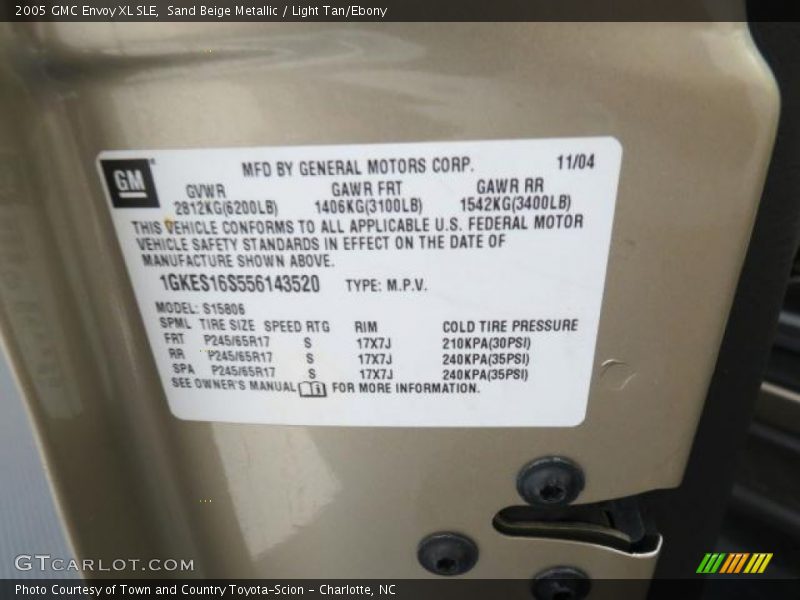 2005 GMC Envoy XL SLE,  Sand Beige Metallic / Light Tan/Ebony
GM
MFD BY GENERAL MOTORS CORP. 11/04
GVWR GAWR FRT GAWR RR
2812KG(6200LB) 1406KG(3100LB) 1542KG(3400LB)
THIS VEHICLE CONFORMS TO ALL APPLICABLE U.S. FEDERAL MOTOR
VEHICLE SAFETY STANDARDS IN EFFECT ON THE DATE OF
MANUFACTURE SHOWN ABOVE.
1GKES16S556143520 TYPE: M.P.V.
MODEL: S15806
SPML TIRE SIZE SPEED RTG RIM COLD TIRE PRESSURE
FRT P245/65R17 S 17X7J 210KPA(30PSI)
RR P245/65R17 S 17X7J 240KPA(35PSI)
SPA P245/65R17 S 17X7J 240KPA(35PSI)
SEE OWNER'S MANUAL FOR MORE INFORMATION.
GTCARLOT.COM
Photo Courtesy of Town and Country Toyota-Scion - Charlotte, NC